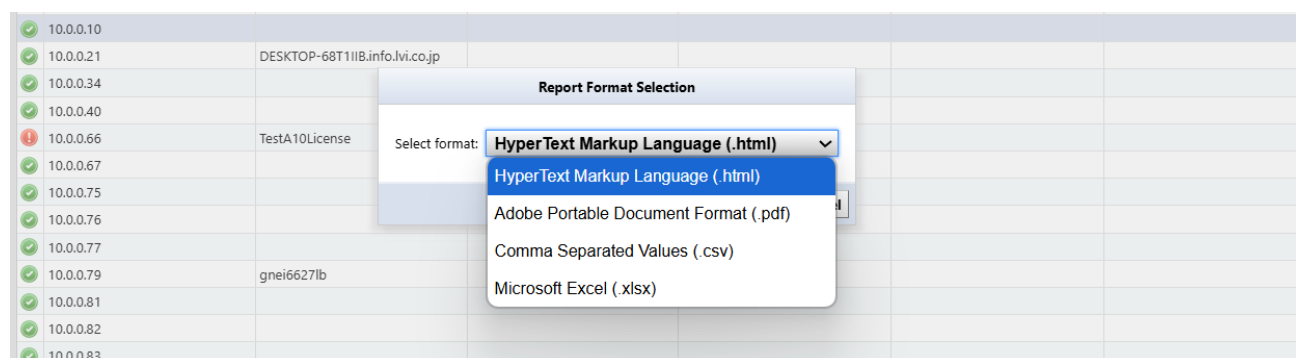 10.0.0.10
10.0.0.21 DESKTOP-68T1IIB.info.lvi.co.jp
10.0.0.34
Report Format Selection
10.0.0.40
10.0.0.66 TestA10License
Select format: HyperText Markup Language (.html)
10.0.0.67
HyperText Markup Language (.html)
10.0.0.75
Adobe Portable Document Format (.pdf)
10.0.0.76
10.0.0.77
Comma Separated Values (.csv)
10.0.0.79 gnei6627lb
Microsoft Excel (.xlsx)
10.0.0.81
10.0.0.82
10.0.0.83